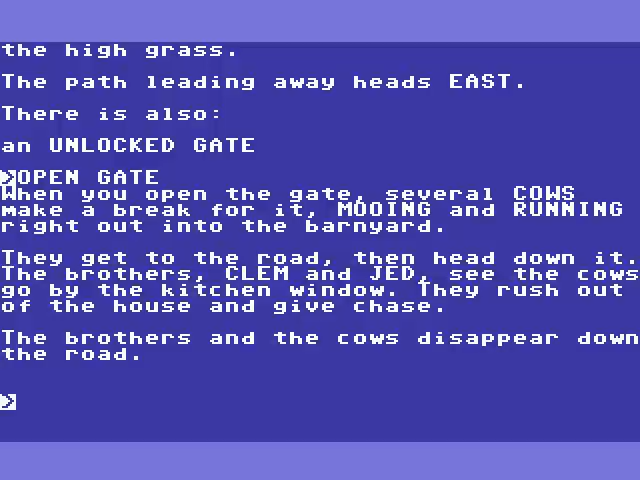 the high grass.
The path leading away heads EAST.
There is also:
an UNLOCKED GATE
>OPEN GATE
When you open the gate, several COWS
make a break for it, MOOING and RUNNING
right out into the barnyard.
They get to the road, then head down it.
The brothers, CLEM and JED, see the cows
go by the kitchen window. They rush out
of the house and give chase.
The brothers and the cows disappear down
the road.
>